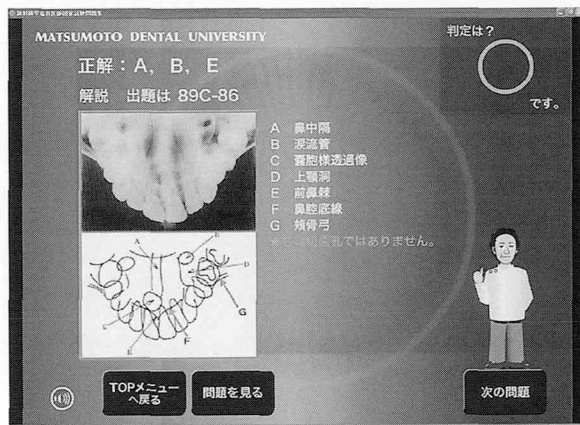 MATSUMOTO DENTAL UNIVERSITY
正解：A，B，E
解説 出題は 89C-86
判定は？
です。
A 鼻中隔
B 涙流管
C 嚢胞様透過像
D 上顎洞
E 前鼻棘
F 鼻腔底線
G 頬骨弓
ではありません。
A
B
D
G
F
E
TOPメニュー
へ戻る
問題を見る
次の問題